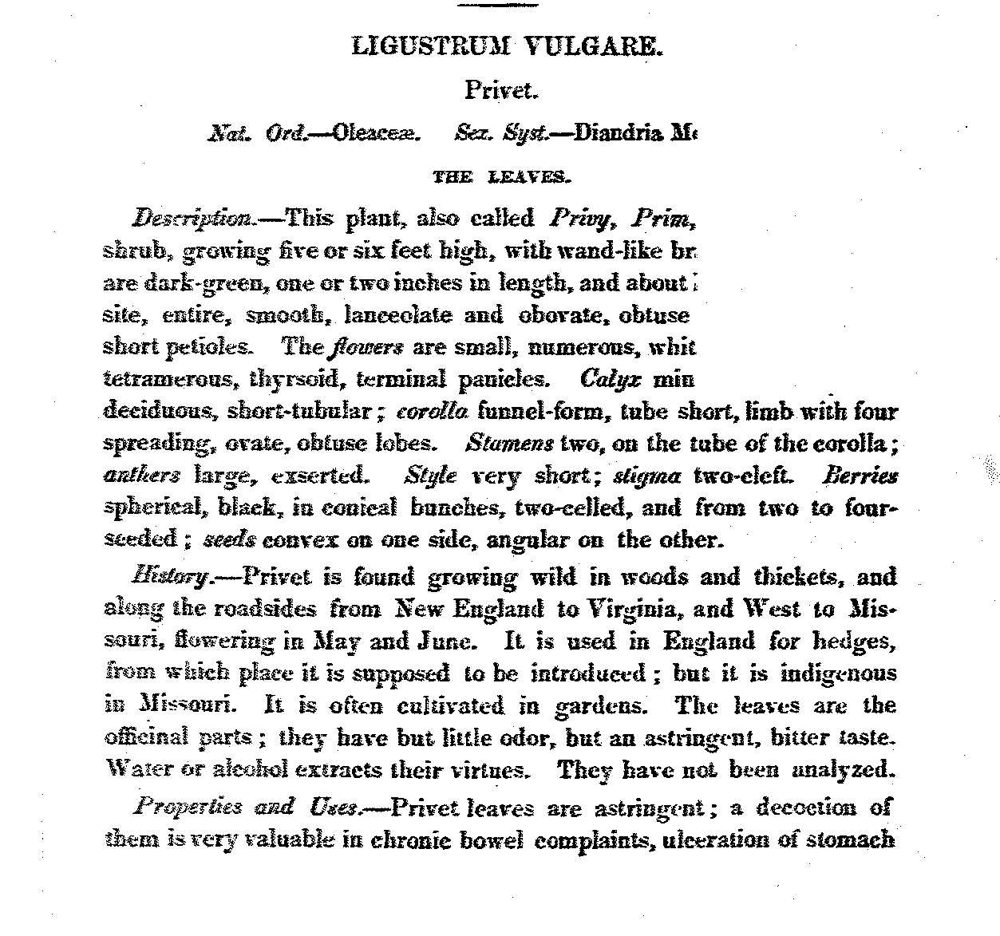 LIGUSTRUM VULGARE.
Privet.
Nat. Ord.—Oleaceæ. Sex. Syst.—Diandria
THE LEAVES.
Description.—This plant, also called Privy, Prim,
shrub, growing five or six feet high, with wand-like
are dark-green, one or two inches in length, and about
site, entire, smooth, lanceolate and obovate, obtuse
short petioles. The flowers are small, numerous,
tetramerous, thyrsoid, terminal panicles. Calyx
deciduous, short-tubular; corolla funnel-form, tube short, limb with four
spreading, ovate, obtuse lobes. Stamens two, on the tube of the corolla;
anthers large, exserted. Style very short; stigma two-cleft. Berries
spherical, black, in conical bunches, two-celled, and from two to four-
seeded; seeds convex on one side, angular on the other.
History.—Privet is found growing wild in woods and thickets, and
along the roadsides from New England to Virginia, and West to Mis-
souri, flowering in May and June. It is used in England for hedges,
from which place it is supposed to be introduced; but it is indigenous
in Missouri. It is often cultivated in gardens. The leaves are the
officinal parts; they have but little odor, but an astringent, bitter taste.
Water or alcohol extracts their virtues. They have not been analyzed.
Properties and Uses.—Privet leaves are astringent; a decoction of
them is very valuable in chronic bowel complaints, ulceration of stomach